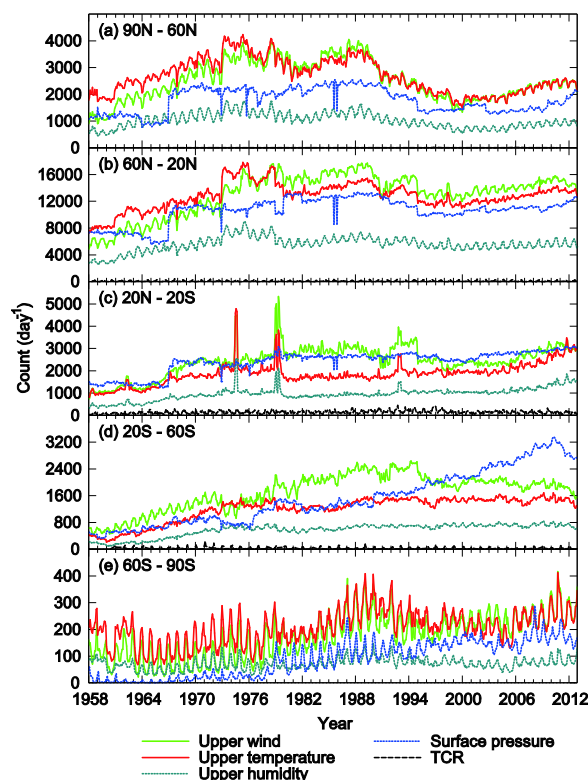 (a) 90N - 60N
4000
3000
2000
1000
0
(b) 60N - 20N
16000
12000
8000
4000
0
(c) 20N - 20S
5000
4000
3000
2000
1000
0
Count (day-1)
(d) 20S - 60S
3200
2400
1600
800
0
(e) 60S - 90S
400
300
200
100
0
1958 1964 1970 1976 1982 1988 1994 2000 2006 2012
Year
Upper wind
Surface pressure
Upper temperature
TCR
Upper humidity